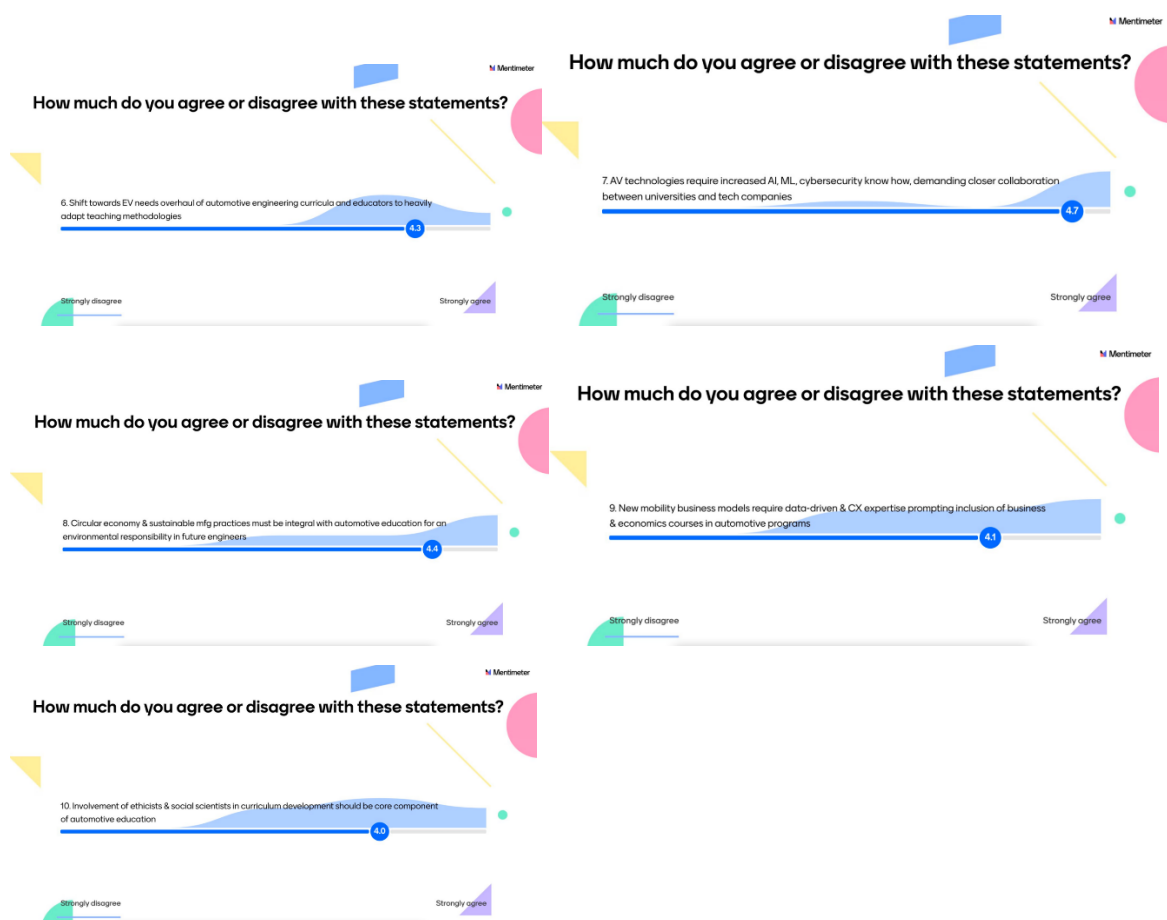 Mentimeter
How much do you agree or disagree with these statements?
6. Shift towards EV needs overhaul of automotive engineering curricula and educators to heavily
adapt teaching methodologies
4.3
Strongly disagree
Strongly agree
Mentimeter
How much do you agree or disagree with these statements?
7. AV technologies require increased AI, ML, cybersecurity know how, demanding closer collaboration
between universities and tech companies
4.7
Strongly disagree
Strongly agree
Mentimeter
How much do you agree or disagree with these statements?
8. Circular economy & sustainable mfg practices must be integral with automotive education for an
environmental responsibility in future engineers
4.4
Strongly disagree
Strongly agree
Mentimeter
How much do you agree or disagree with these statements?
9. New mobility business models require data-driven & CX expertise prompting inclusion of business
& economics courses in automotive programs
4.1
Strongly disagree
Strongly agree
Mentimeter
How much do you agree or disagree with these statements?
10. Involvement of ethicists & social scientists in curriculum development should be core component
of automotive education
4.0
Strongly disagree
Strongly agree